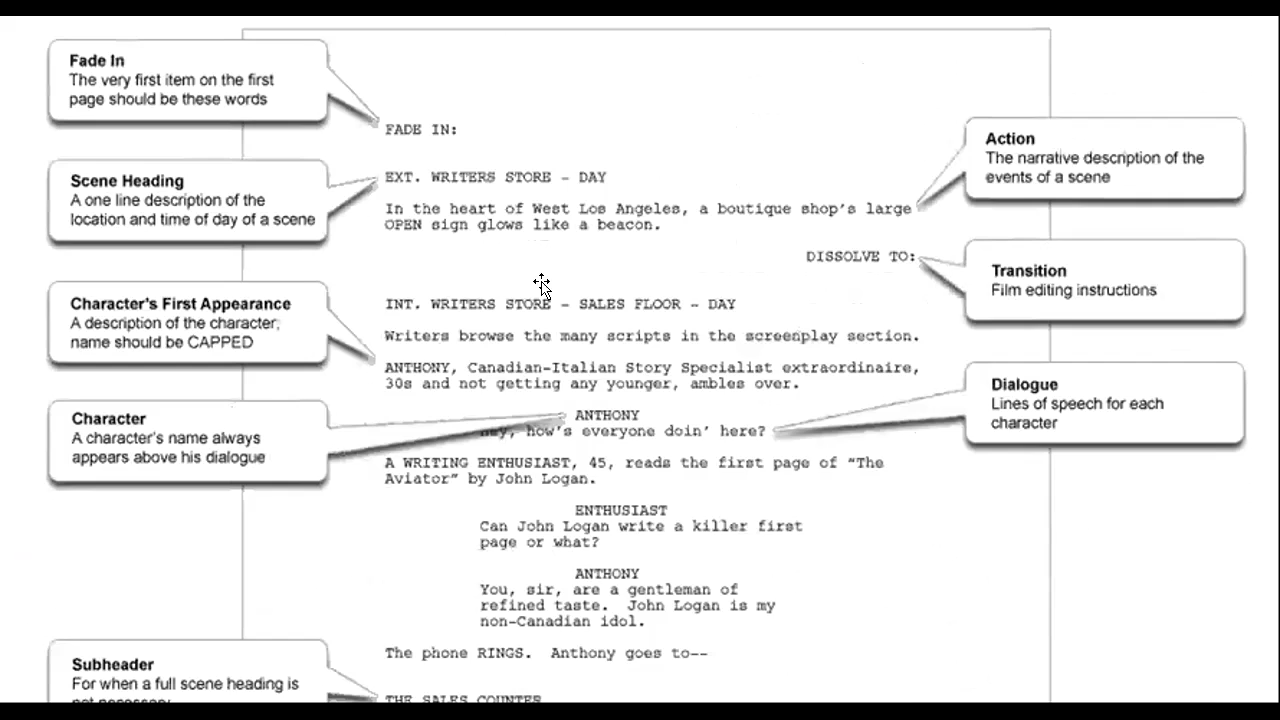 Fade In
The very first item on the first
page should be these words
FADE IN:
Scene Heading
A one line description of the
location and time of day of a scene
EXT. WRITERS STORE - DAY
In the heart of West Los Angeles, a boutique shop's large
OPEN sign glows like a beacon.
Action
The narrative description of the
events of a scene
DISSOLVE TO:
Transition
Film editing instructions
INT. WRITERS STORE - SALES FLOOR - DAY
Writers browse the many scripts in the screenplay section.
Character's First Appearance
A description of the character,
name should be CAPPED
ANTHONY, Canadian-Italian Story Specialist extraordinaire,
30s and not getting any younger, ambles over.
Character
A character's name always
appears above his dialogue
ANTHONY
Hey, how's everyone doin' here?
Dialogue
Lines of speech for each
character
A WRITING ENTHUSIAST, 45, reads the first page of "The
Aviator" by John Logan.
ENTHUSIAST
Can John Logan write a killer first
page or what?
ANTHONY
You, sir, are a gentleman of
refined taste. John Logan is my
non-Canadian idol.
The phone RINGS. Anthony goes to--
Subheader
For when a full scene heading is
not necessary
THE SALES COUNTER